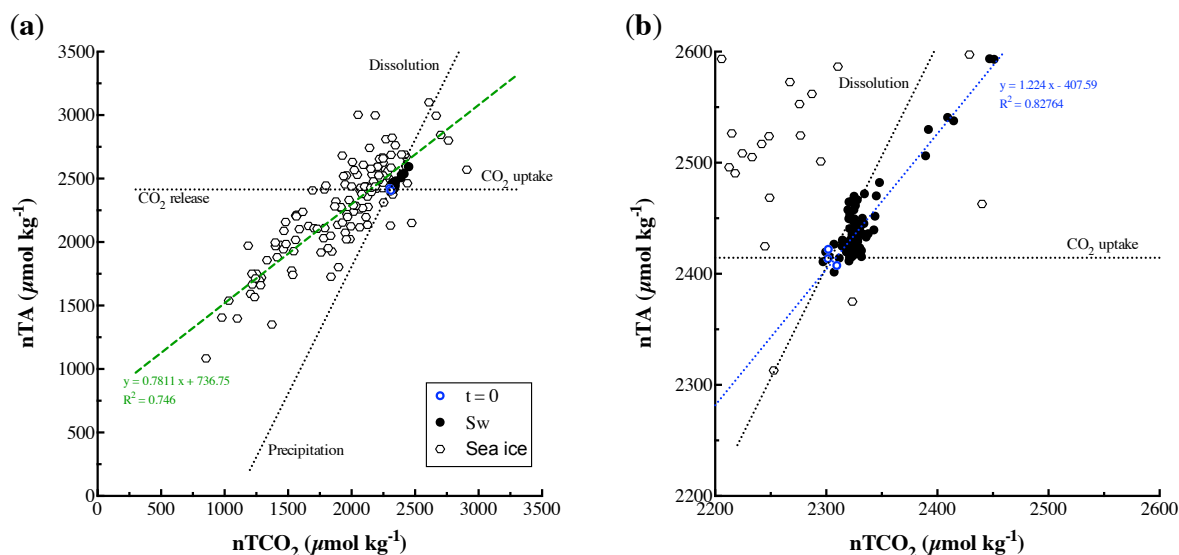 (a)
3500
3000
2500
2000
1500
1000
500
0
nTA (µmol kg⁻¹)
Dissolution
CO₂ release
CO₂ uptake
y = 0.7811 x + 736.75
R² = 0.746
Precipitation
t = 0
Sw
Sea ice
0 500 1000 1500 2000 2500 3000 3500
nTCO₂ (µmol kg⁻¹)
(b)
2600
2500
2400
2300
2200
nTA (µmol kg⁻¹)
Dissolution
y = 1.224 x - 407.59
R² = 0.82764
CO₂ uptake
2200 2300 2400 2500 2600
nTCO₂ (µmol kg⁻¹)